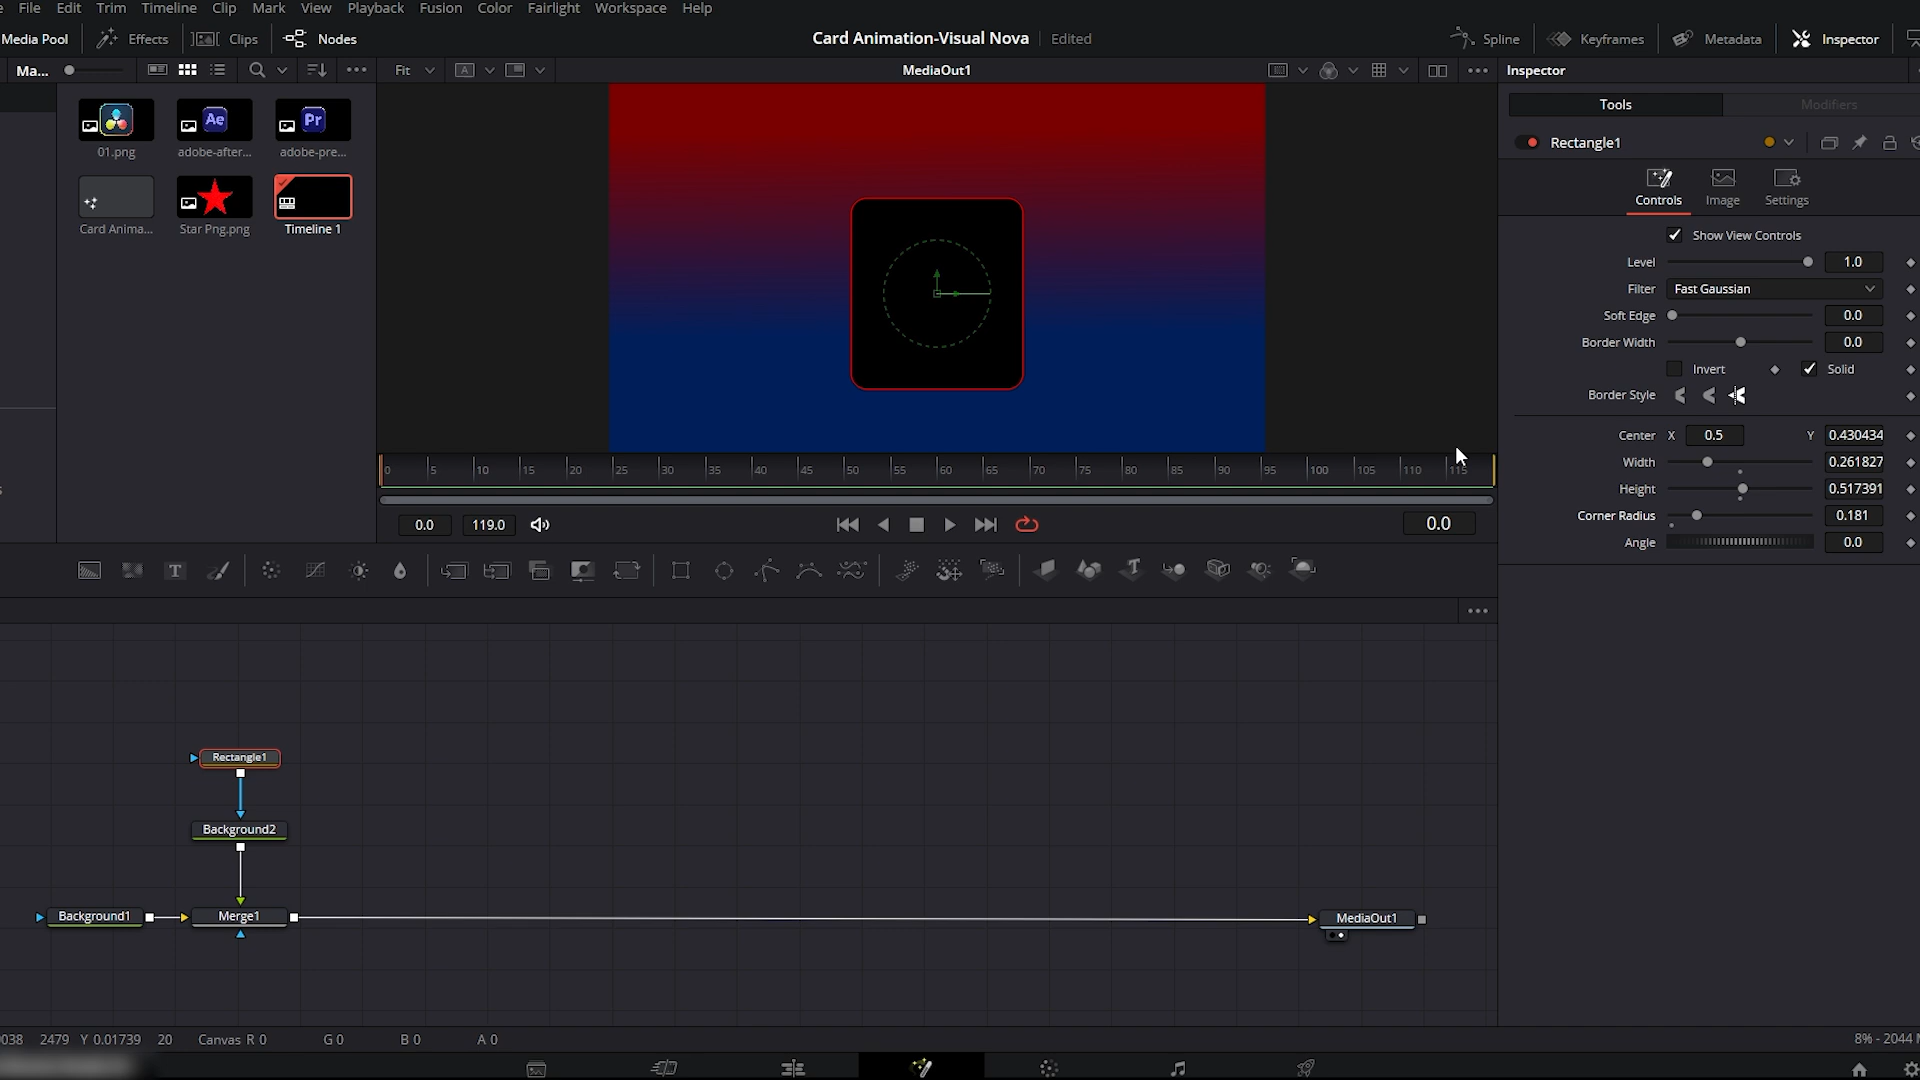 File Edit Trim Timeline Clip Mark View Playback Fusion Color Fairlight Workspace Help
Media Pool Effects Clips Nodes Card Animation-Visual Nova Edited Spline Keyframes Metadata Inspector
Ma... Fit A MediaOut1 Inspector
Tools Modifiers
Ae Pr
01.png adobe-after... adobe-pre...
Rectangle1
Controls Image Settings
Card Anima... Star Png.png Timeline 1
Show View Controls
Level 1.0
Filter Fast Gaussian
Soft Edge 0.0
Border Width 0.0
Invert Solid
Border Style
Center X 0.5 Y 0.430434
Width 0.261827
0 5 10 15 20 25 30 35 40 45 50 55 60 65 70 75 80 85 90 95 100 105 110 115
Height 0.517391
Corner Radius 0.181
0.0 119.0 0.0
Angle 0.0
T
Rectangle1
Background2
Background1 Merge1 MediaOut1
038 2479 Y 0.01739 20 Canvas R 0 G 0 B 0 A 0 8% - 2044 M